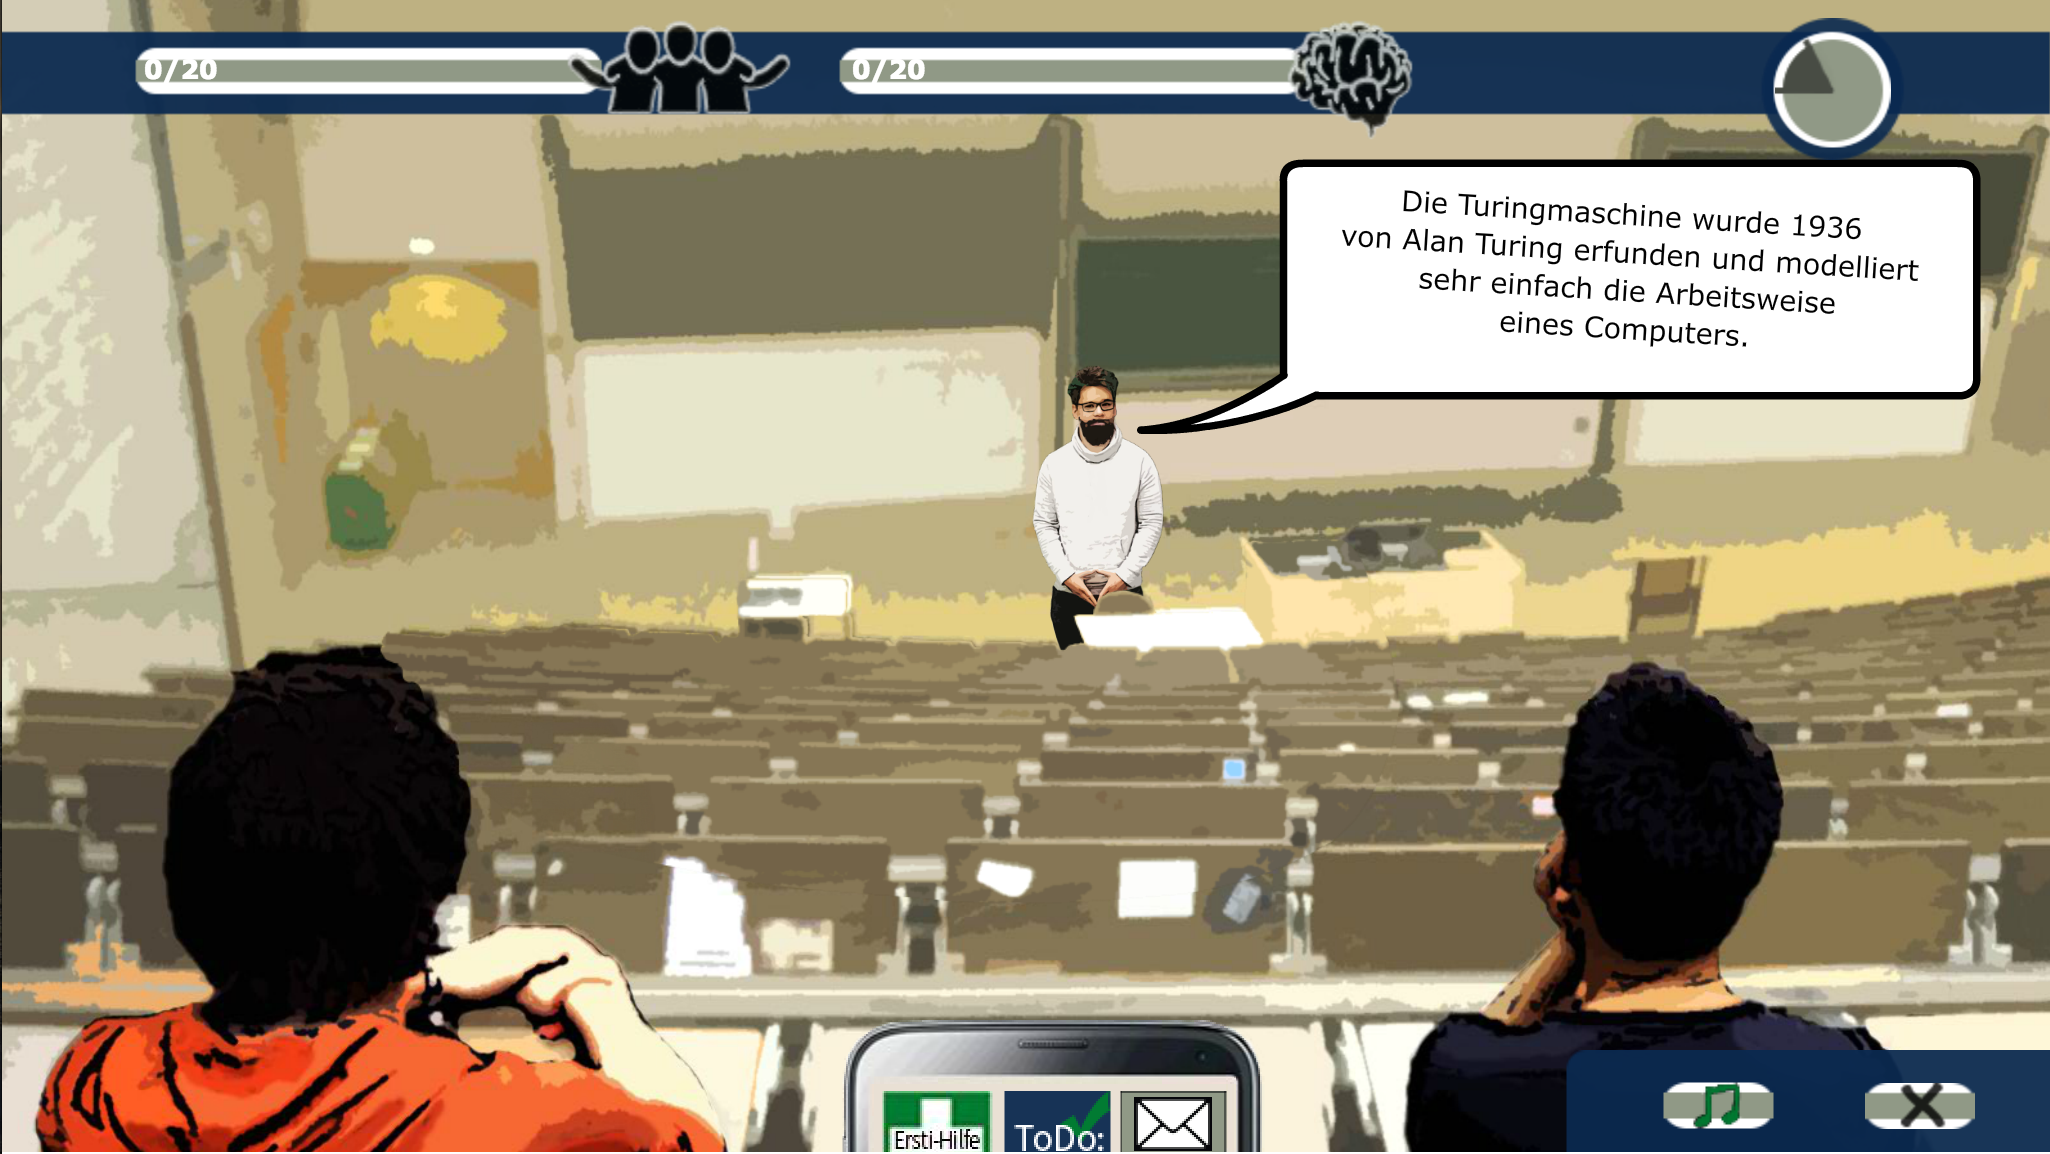 0/20
0/20
Die Turingmaschine wurde 1936
von Alan Turing erfunden und modelliert
sehr einfach die Arbeitsweise
eines Computers.
Ersti-Hilfe
ToDo: